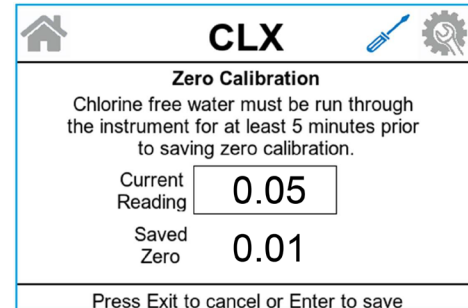 CLX
Zero Calibration
Chlorine free water must be run through
the instrument for at least 5 minutes prior
to saving zero calibration.
Current
Reading
0.05
Saved
Zero
0.01
Press Exit to cancel or Enter to save